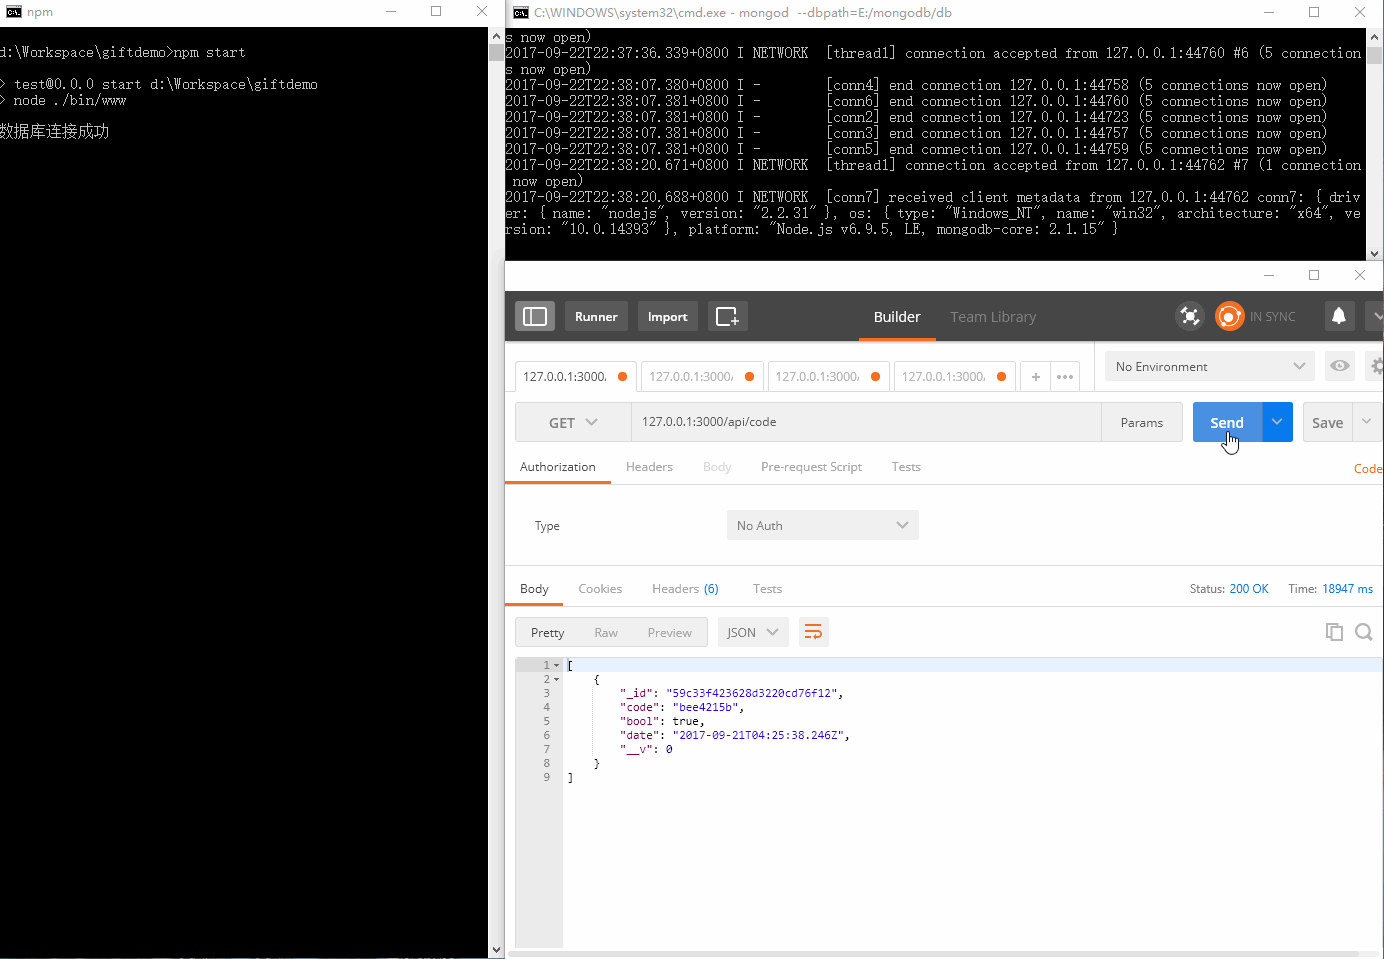 npm
d:\Workspace\giftdemo>npm start
> test@0.0.0 start d:\Workspace\giftdemo
> node ./bin/www
数据库连接成功
C:\WINDOWS\system32\cmd.exe - mongod  --dbpath=E:/mongodb/db
s now open)
2017-09-22T22:37:36.339+0800 I NETWORK  [thread1] connection accepted from 127.0.0.1:44760 #6 (5 connection
s now open)
2017-09-22T22:38:07.380+0800 I -        [conn4] end connection 127.0.0.1:44758 (5 connections now open)
2017-09-22T22:38:07.381+0800 I -        [conn6] end connection 127.0.0.1:44760 (5 connections now open)
2017-09-22T22:38:07.381+0800 I -        [conn2] end connection 127.0.0.1:44723 (5 connections now open)
2017-09-22T22:38:07.381+0800 I -        [conn3] end connection 127.0.0.1:44757 (5 connections now open)
2017-09-22T22:38:07.381+0800 I -        [conn5] end connection 127.0.0.1:44759 (5 connections now open)
2017-09-22T22:38:20.671+0800 I NETWORK  [thread1] connection accepted from 127.0.0.1:44762 #7 (1 connection
 now open)
2017-09-22T22:38:20.688+0800 I NETWORK  [conn7] received client metadata from 127.0.0.1:44762 conn7: { driv
er: { name: "nodejs", version: "2.2.31" }, os: { type: "Windows_NT", name: "win32", architecture: "x64", ve
rsion: "10.0.14393" }, platform: "Node.js v6.9.5, LE, mongodb-core: 2.1.15" }
Runner Import Builder Team Library IN SYNC
127.0.0.1:3000/ 127.0.0.1:3000/ 127.0.0.1:3000/ 127.0.0.1:3000/ + ••• No Environment
GET 127.0.0.1:3000/api/code Params Send Save
Authorization Headers Body Pre-request Script Tests Code
Type No Auth
Body Cookies Headers (6) Tests Status: 200 OK Time: 18947 ms
Pretty Raw Preview JSON
1 [
2 {
3 "_id": "59c33f423628d3220cd76f12",
4 "code": "bee4215b",
5 "bool": true,
6 "date": "2017-09-21T04:25:38.246Z",
7 "__v": 0
8 }
9 ]